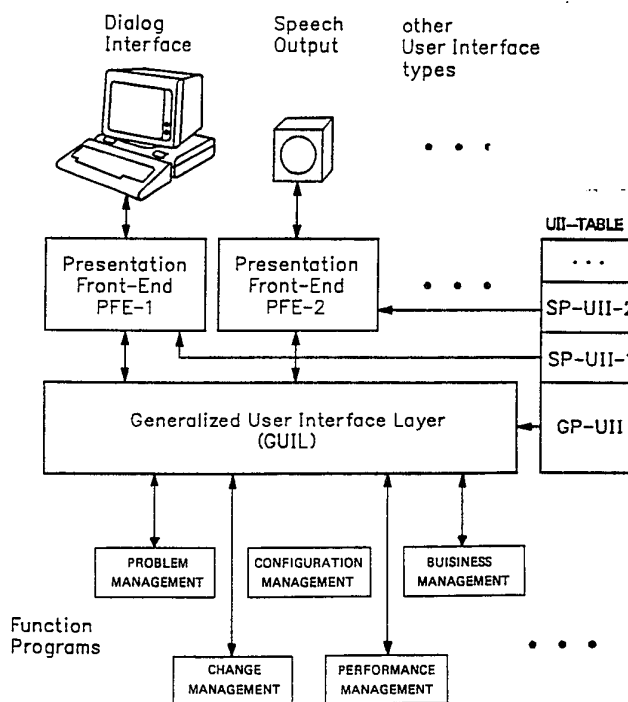 Dialog
Interface
Speech
Output
other
User Interface
types
• • •
UII-TABLE
Presentation
Front-End
PFE-1
Presentation
Front-End
PFE-2
• • •
...
SP-UII-2
SP-UII-1
GP-UII
Generalized User Interface Layer
(GUIL)
PROBLEM
MANAGEMENT
CONFIGURATION
MANAGEMENT
BUISINESS
MANAGEMENT
Function
Programs
• • •
CHANGE
MANAGEMENT
PERFORMANCE
MANAGEMENT